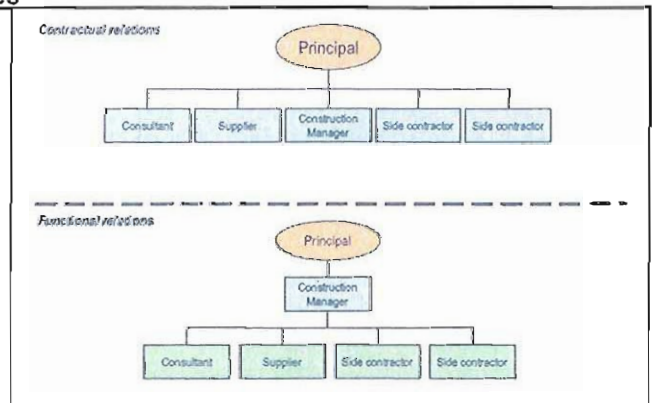 Contractual relations
Principal
Consultant
Supplier
Construction
Manager
Side contractor
Side contractor
Functional relations
Principal
Construction
Manager
Consultant
Supplier
Side contractor
Side contractor